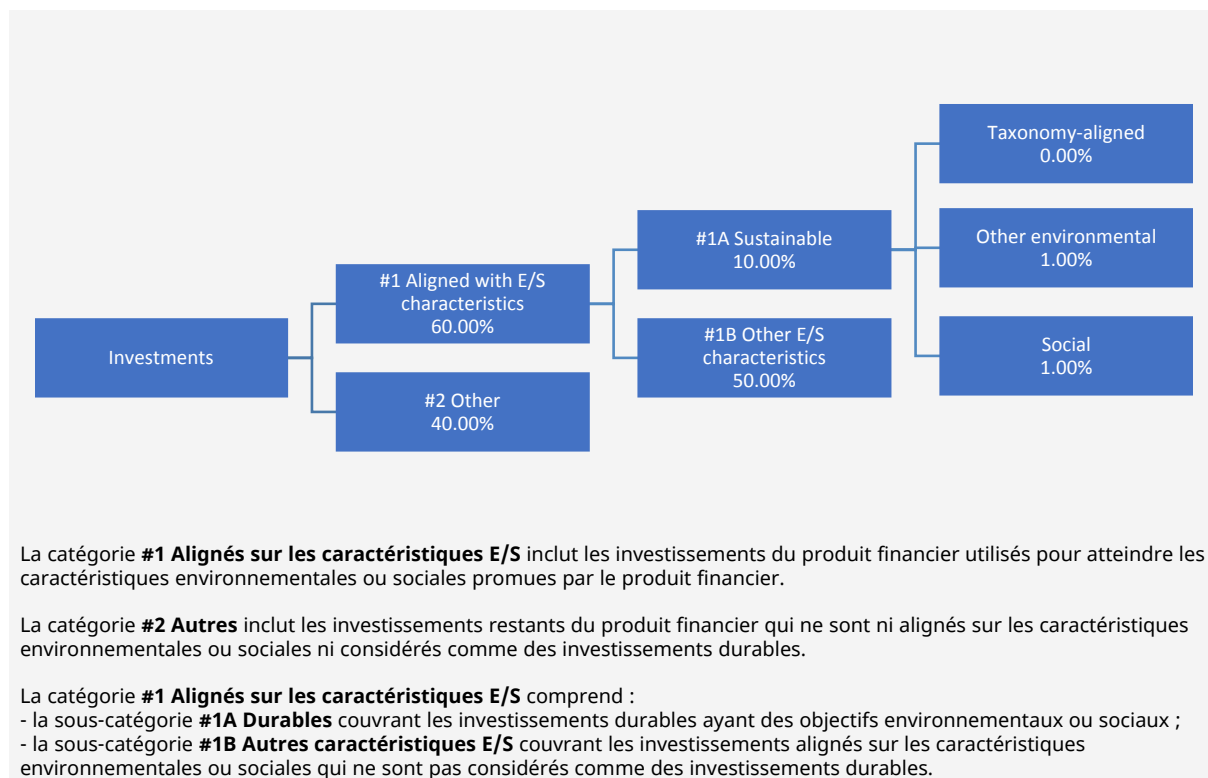 Taxonomy-aligned
0.00%
#1A Sustainable
10.00%
Other environmental
1.00%
#1 Aligned with E/S
characteristics
60.00%
Investments
#1B Other E/S
characteristics
50.00%
Social
1.00%
#2 Other
40.00%
La catégorie #1 Alignés sur les caractéristiques E/S inclut les investissements du produit financier utilisés pour atteindre les
caractéristiques environnementales ou sociales promues par le produit financier.
La catégorie #2 Autres inclut les investissements restants du produit financier qui ne sont ni alignés sur les caractéristiques
environnementales ou sociales ni considérés comme des investissements durables.
La catégorie #1 Alignés sur les caractéristiques E/S comprend :
- la sous-catégorie #1A Durables couvrant les investissements durables ayant des objectifs environnementaux ou sociaux ;
- la sous-catégorie #1B Autres caractéristiques E/S couvrant les investissements alignés sur les caractéristiques
environnementales ou sociales qui ne sont pas considérés comme des investissements durables.